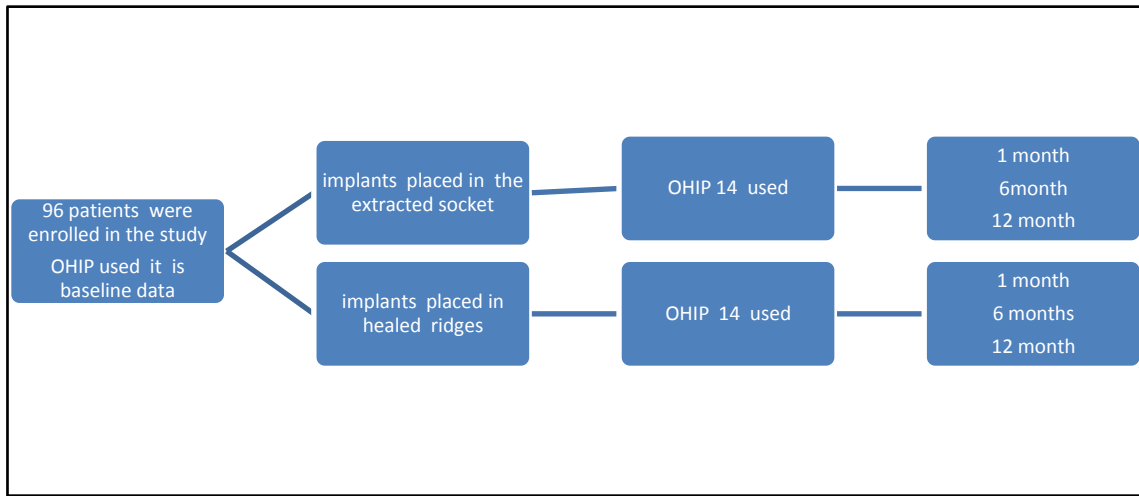 96 patients were
enrolled in the study
OHIP used it is
baseline data
implants placed in the
extracted socket
OHIP 14 used
1 month
6month
12 month
implants placed in
healed ridges
OHIP 14 used
1 month
6 months
12 month